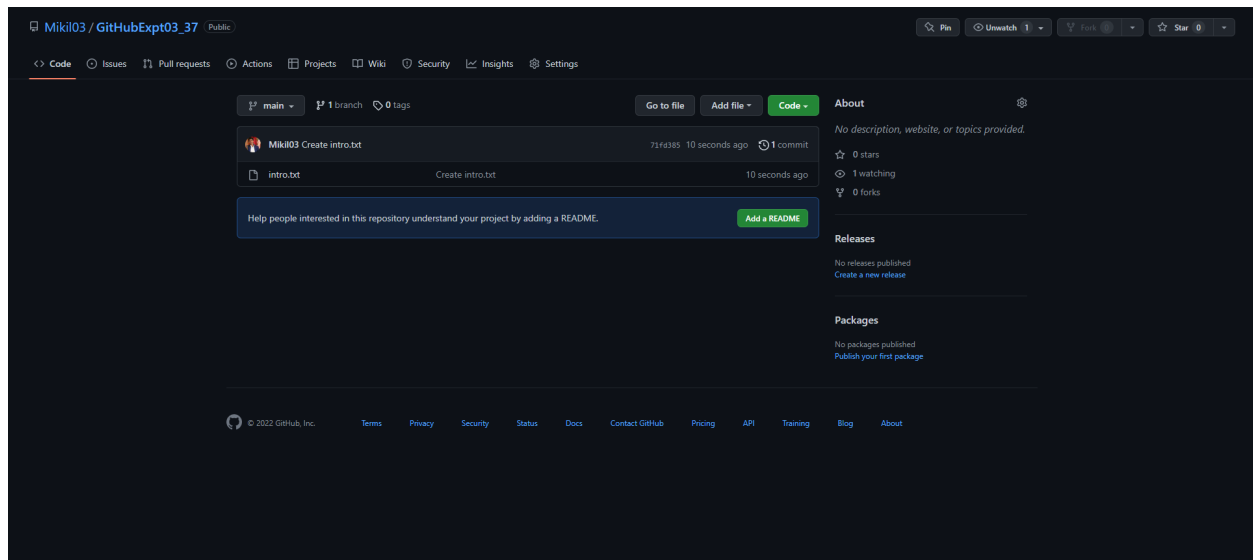 Mikil03 / GitHubExpt03_37 Public
Pin Unwatch 1 Fork 0 Star 0
<> Code Issues Pull requests Actions Projects Wiki Security Insights Settings
main 1 branch 0 tags Go to file Add file Code
Mikil03 Create intro.txt 71fd385 10 seconds ago 1 commit
intro.txt Create intro.txt 10 seconds ago
Help people interested in this repository understand your project by adding a README. Add a README
About
No description, website, or topics provided.
0 stars
1 watching
0 forks
Releases
No releases published
Create a new release
Packages
No packages published
Publish your first package
© 2022 GitHub, Inc. Terms Privacy Security Status Docs Contact GitHub Pricing API Training Blog About